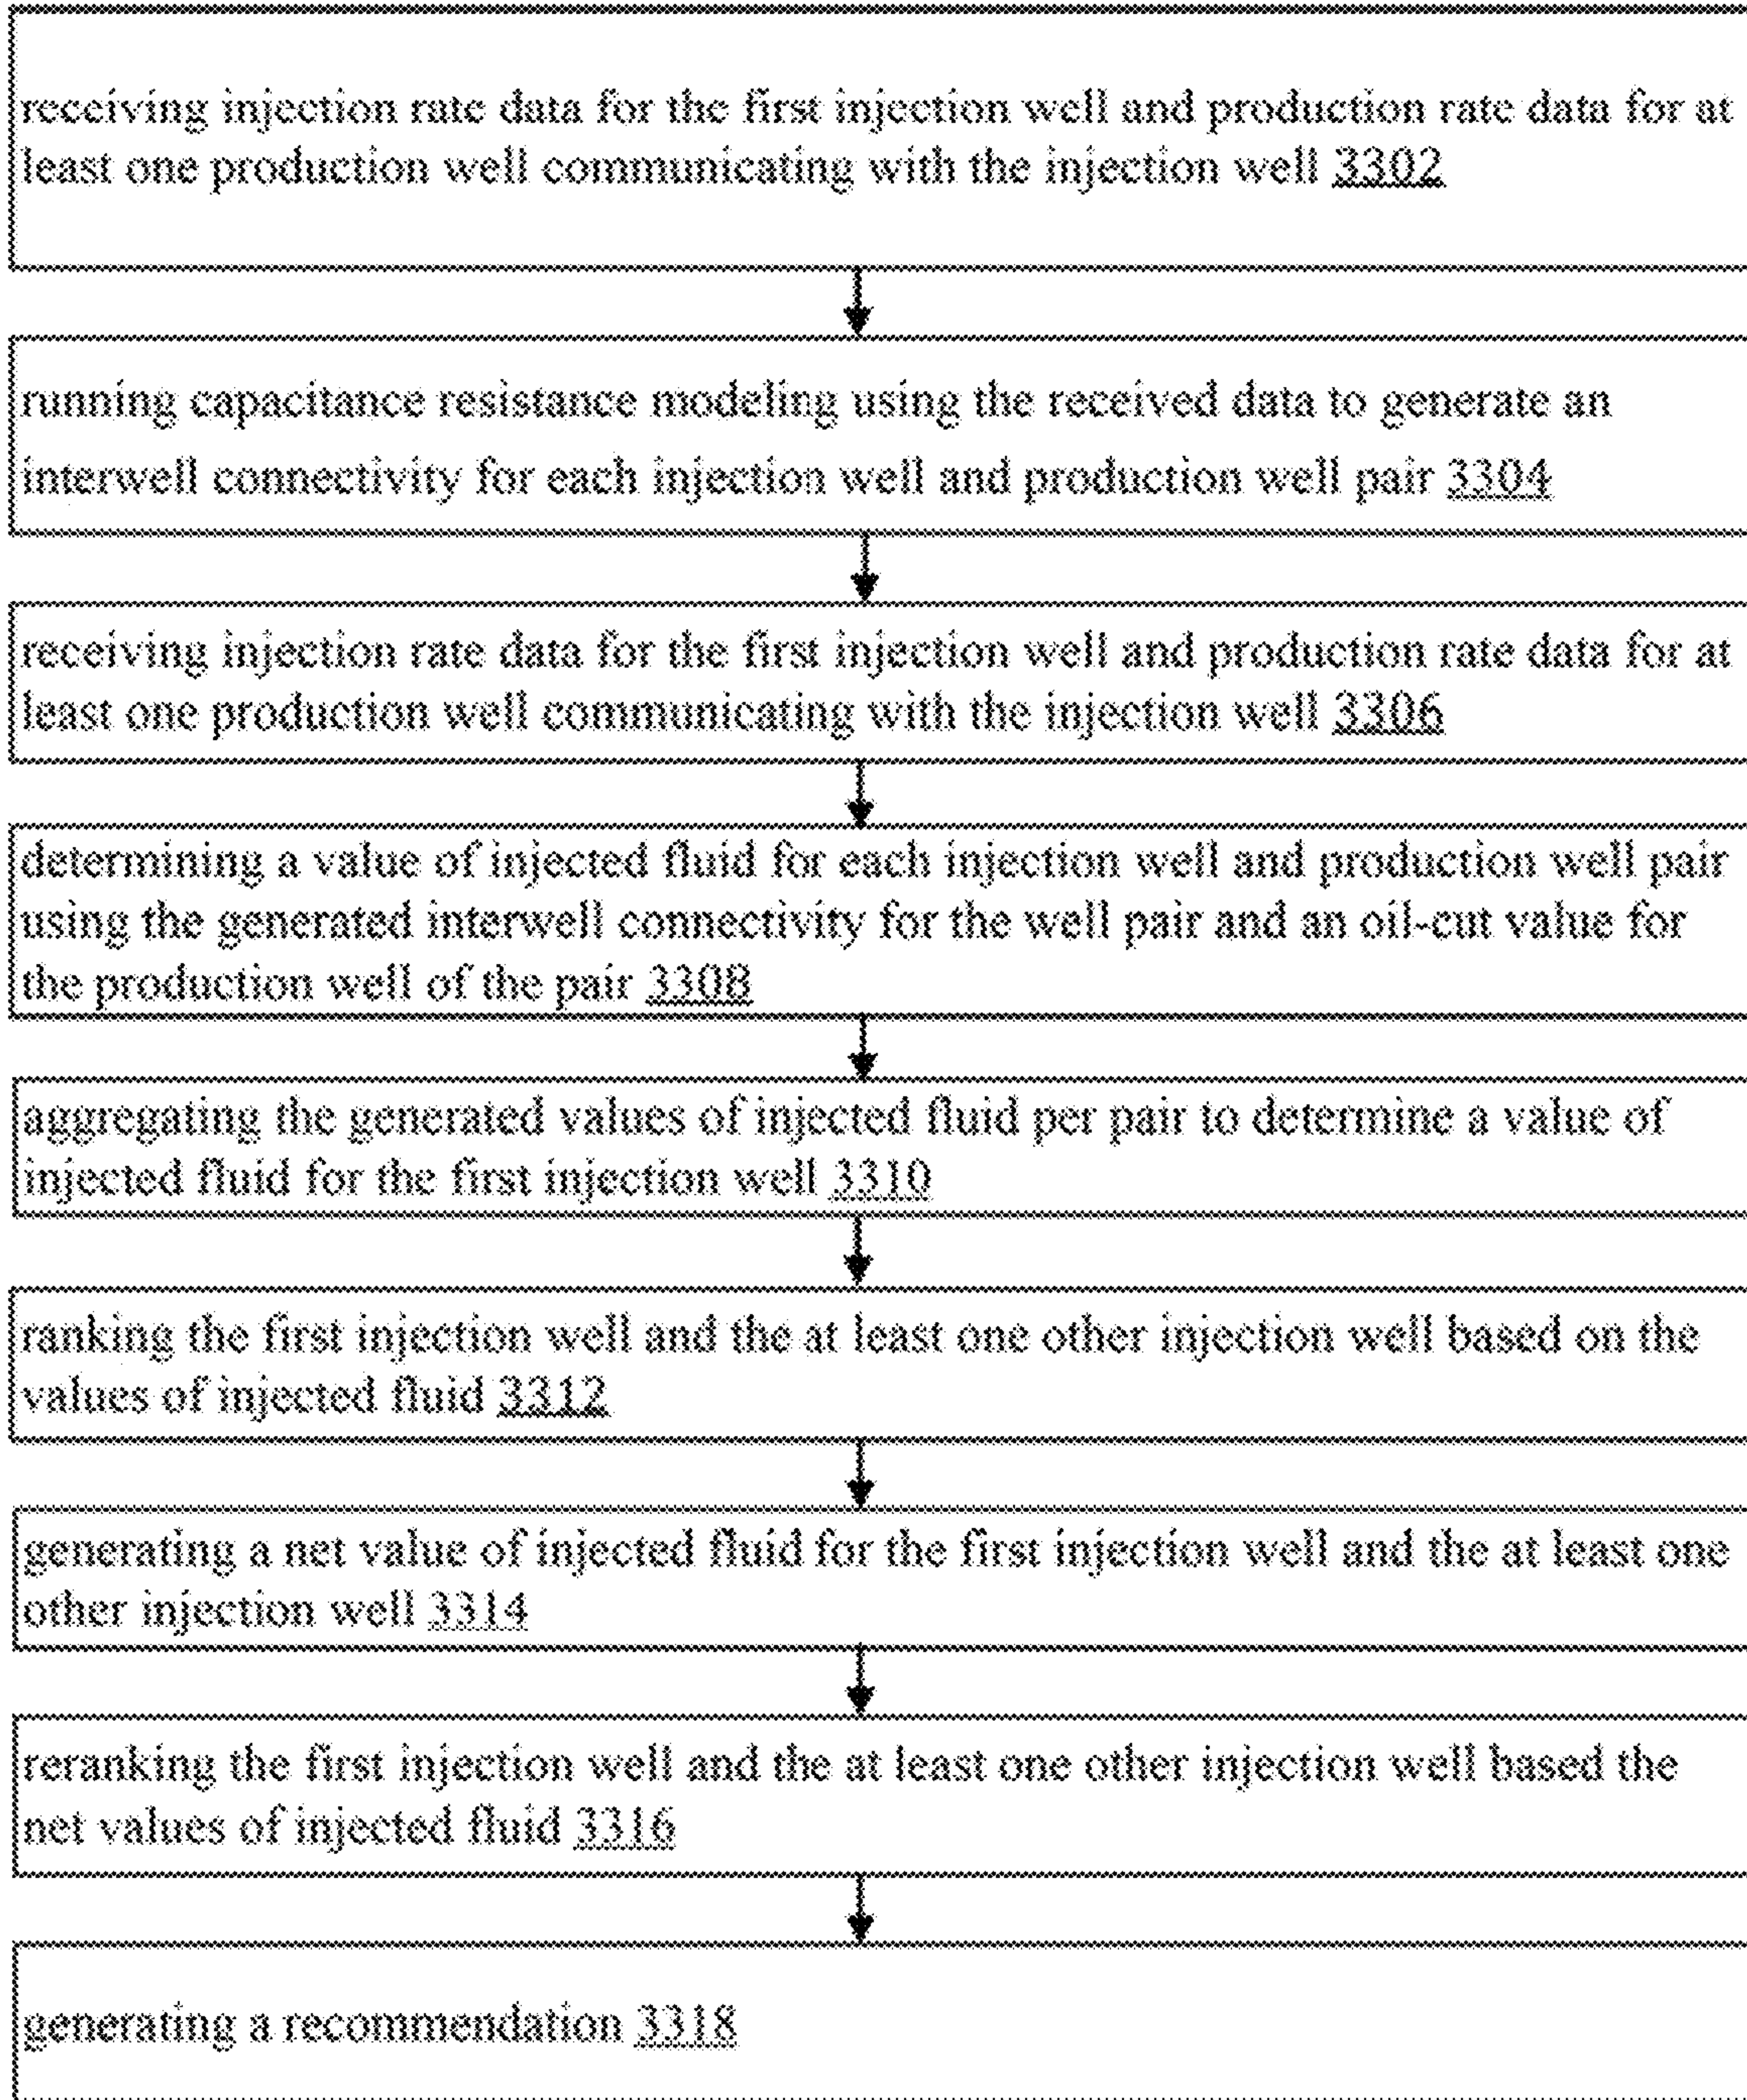 receiving injection rate data for the first injection well and production rate data for at
least one production well communicating with the injection well 3302
running capacitance resistance modeling using the received data to generate an
interwell connectivity for each injection well and production well pair 3304
receiving injection rate data for the first injection well and production rate data for at
least one production well communicating with the injection well 3306
determining a value of injected fluid for each injection well and production well pair
using the generated interwell connectivity for the well pair and an oil-cut value for
the production well of the pair 3308
aggregating the generated values of injected fluid per pair to determine a value of
injected fluid for the first injection well 3310
ranking the first injection well and the at least one other injection well based on the
values of injected fluid 3312
generating a net value of injected fluid for the first injection well and the at least one
other injection well 3314
reranking the first injection well and the at least one other injection well based the
net values of injected fluid 3316
generating a recommendation 3318